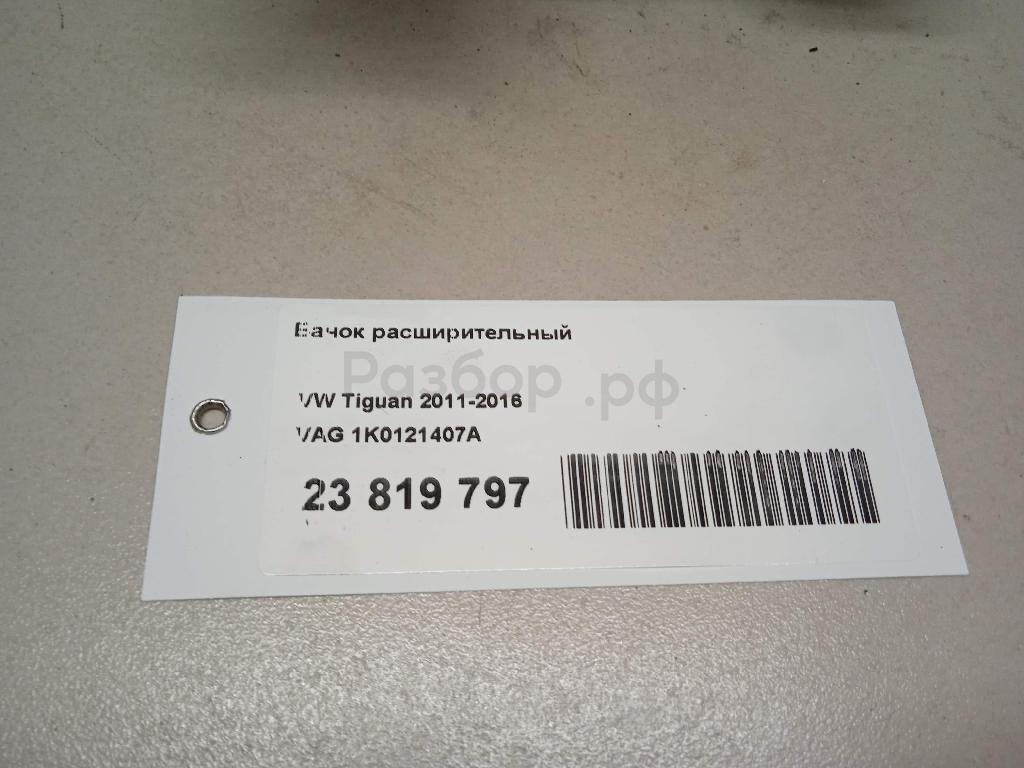 Бачок расширительный
Разбор.рф
VW Tiguan 2011-2016
VAG 1K0121407A
23 819 797